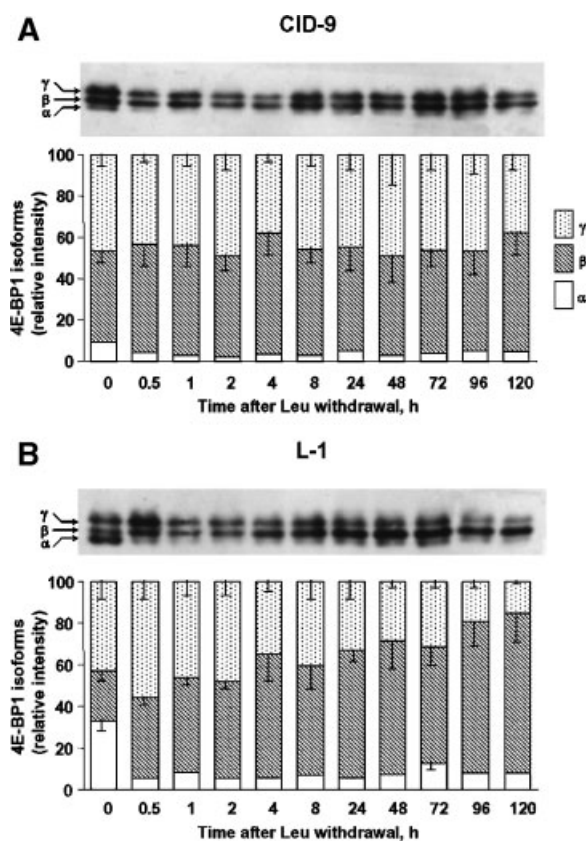 A
CID-9
γ
β
α
100
80
60
40
20
0
4E-BP1 isoforms
(relative intensity)
γ
β
α
0 0.5 1 2 4 8 24 48 72 96 120
Time after Leu withdrawal, h
B
L-1
γ
β
α
100
80
60
40
20
0
4E-BP1 isoforms
(relative intensity)
0 0.5 1 2 4 8 24 48 72 96 120
Time after Leu withdrawal, h